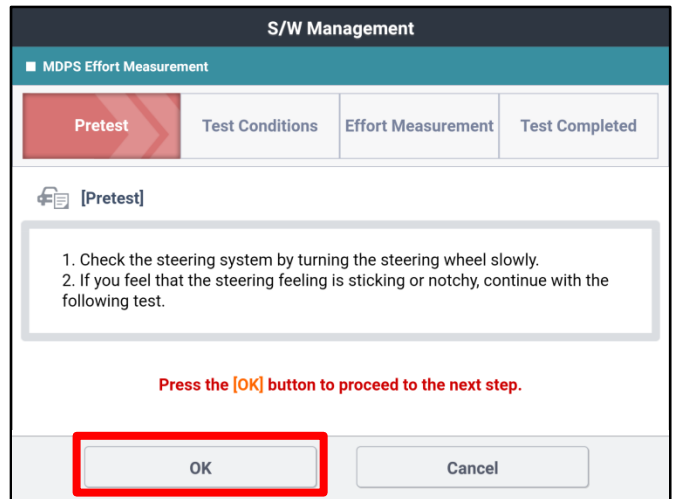 S/W Management
MDPS Effort Measurement
Pretest
Test Conditions
Effort Measurement
Test Completed
[Pretest]
1. Check the steering system by turning the steering wheel slowly.
2. If you feel that the steering feeling is sticking or notchy, continue with the
following test.
Press the [OK] button to proceed to the next step.
OK
Cancel